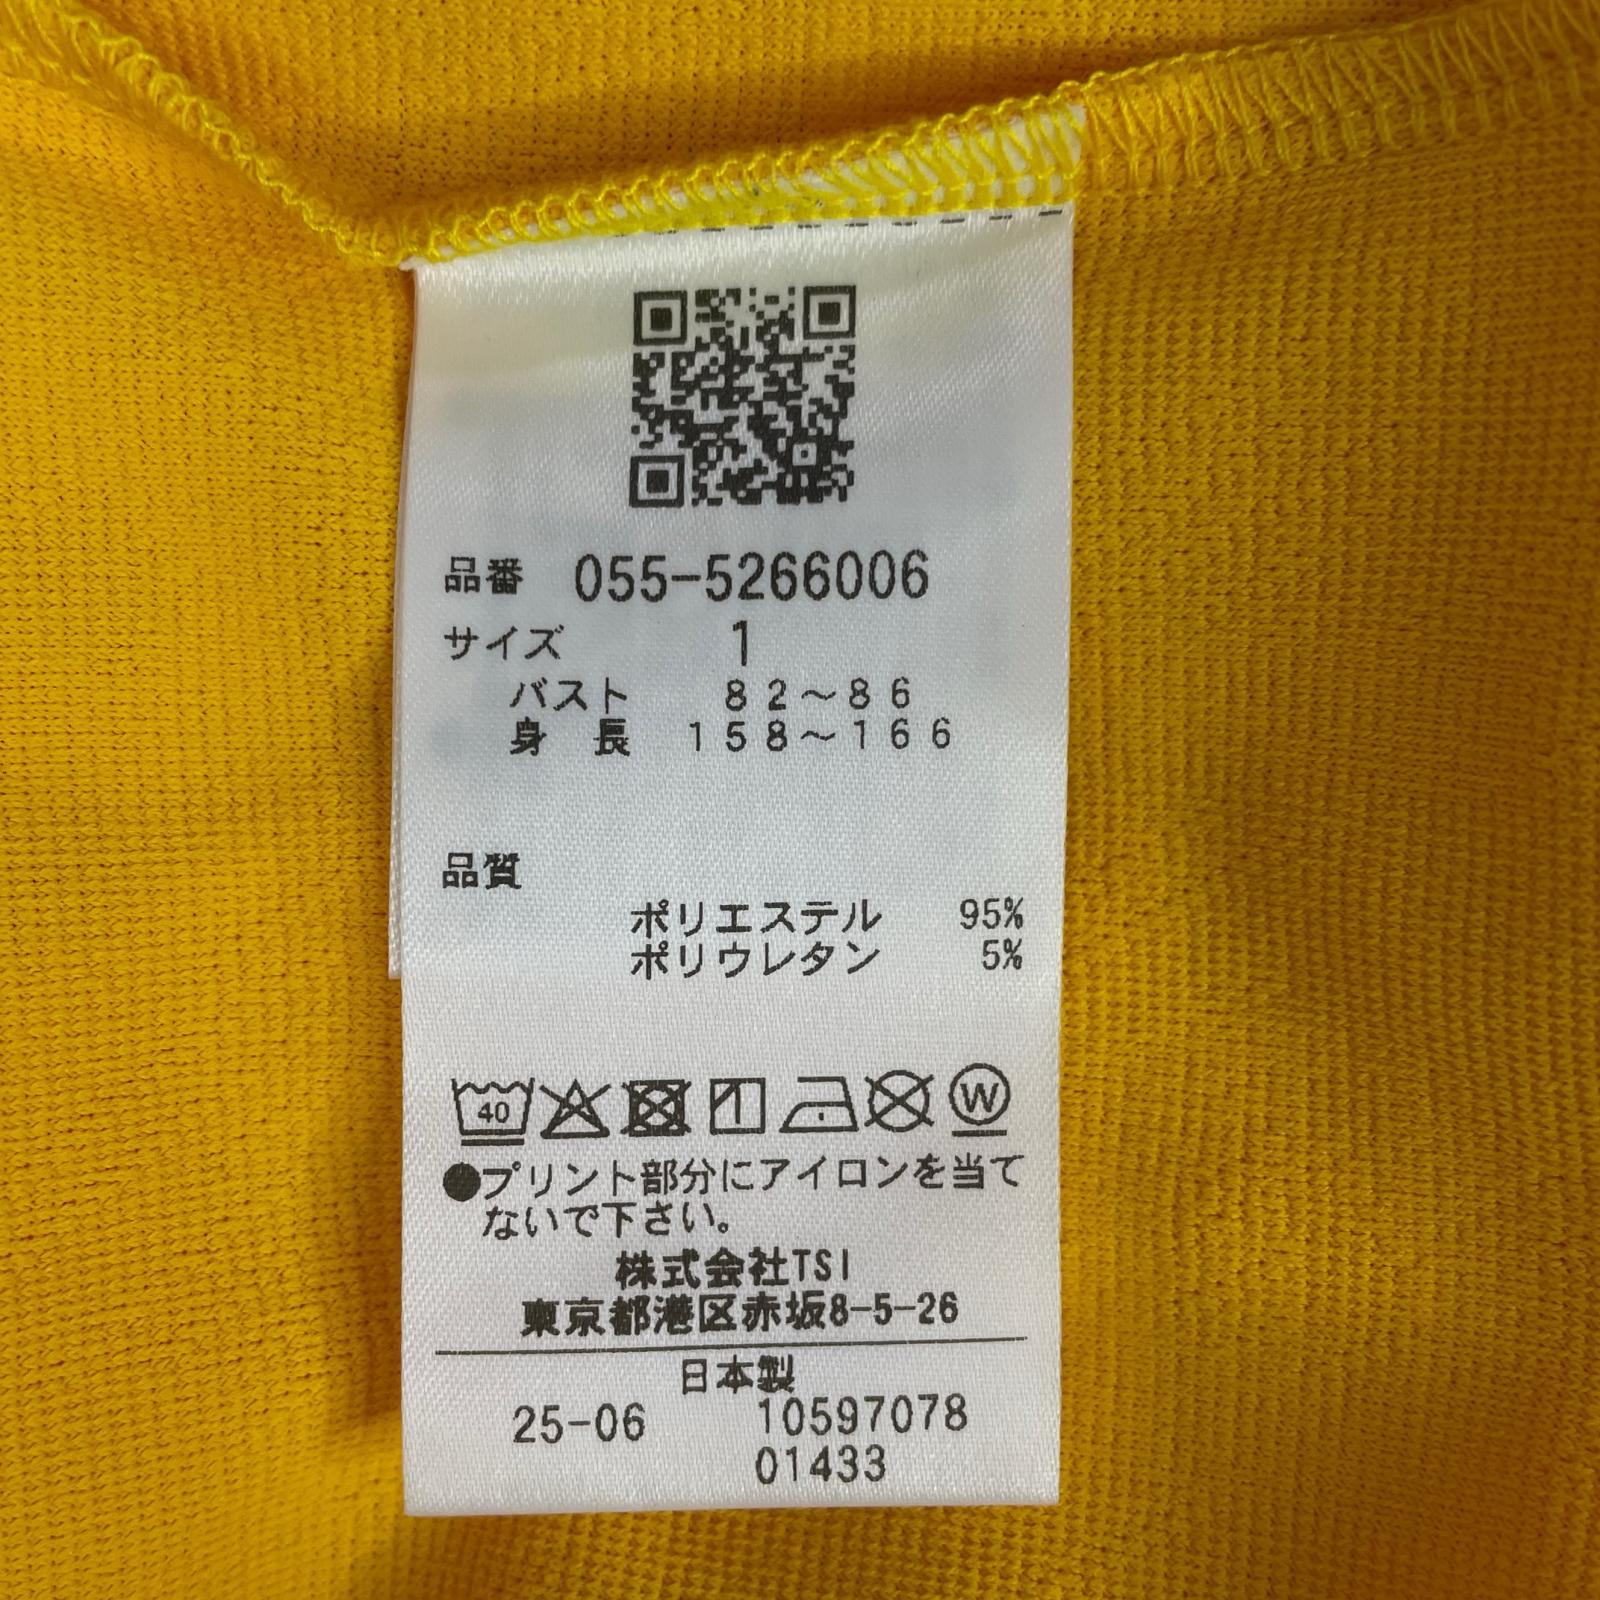 品番 055-5266006
サイズ 1
バスト 82～86
身長 158～166
品質
ポリエステル 95%
ポリウレタン 5%
40 W
●プリント部分にアイロンを当て
ないで下さい。
株式会社TSI
東京都港区赤坂8-5-26
日本製
25-06 10597078
01433